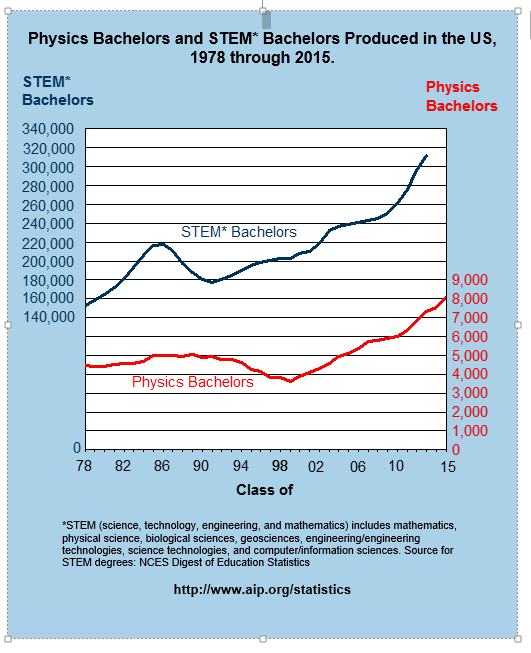 Physics Bachelors and STEM* Bachelors Produced in the US,
1978 through 2015.
STEM*
Bachelors
Physics
Bachelors
340,000
320,000
300,000
280,000
260,000
240,000
220,000
200,000
180,000
160,000
140,000
0
STEM* Bachelors
Physics Bachelors
9,000
8,000
7,000
6,000
5,000
4,000
3,000
2,000
1,000
0
78 82 86 90 94 98 02 06 10 15
Class of
*STEM (science, technology, engineering, and mathematics) includes mathematics,
physical science, biological sciences, geosciences, engineering/engineering
technologies, science technologies, and computer/information sciences. Source for
STEM degrees: NCES Digest of Education Statistics
http://www.aip.org/statistics